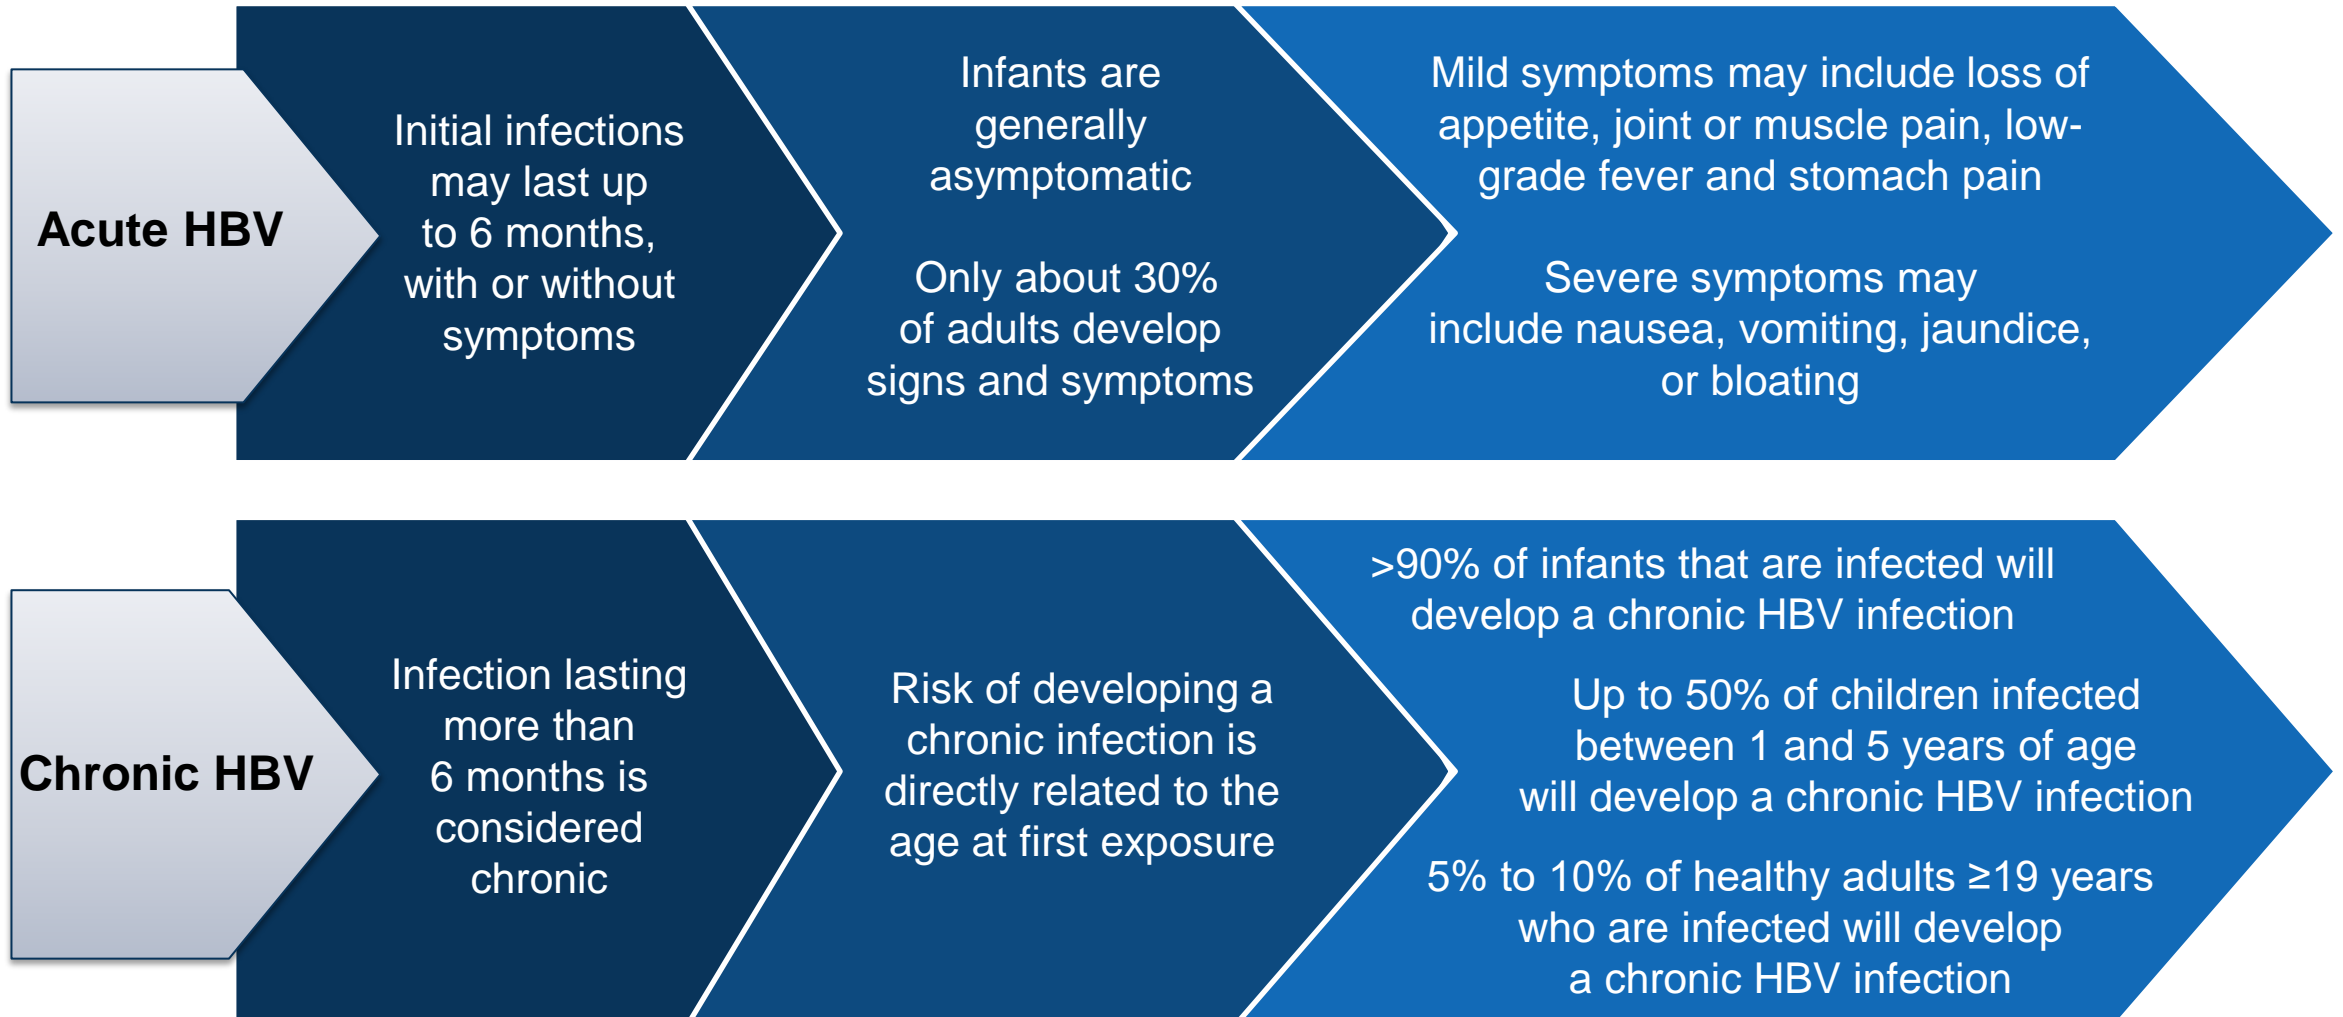 Acute HBV
Initial infections
may last up
to 6 months,
with or without
symptoms
Infants are
generally
asymptomatic
Only about 30%
of adults develop
signs and symptoms
Mild symptoms may include loss of
appetite, joint or muscle pain, low-
grade fever and stomach pain
Severe symptoms may
include nausea, vomiting, jaundice,
or bloating
Chronic HBV
Infection lasting
more than
6 months is
considered
chronic
Risk of developing a
chronic infection is
directly related to the
age at first exposure
>90% of infants that are infected will
develop a chronic HBV infection
Up to 50% of children infected
between 1 and 5 years of age
will develop a chronic HBV infection
5% to 10% of healthy adults ≥19 years
who are infected will develop
a chronic HBV infection